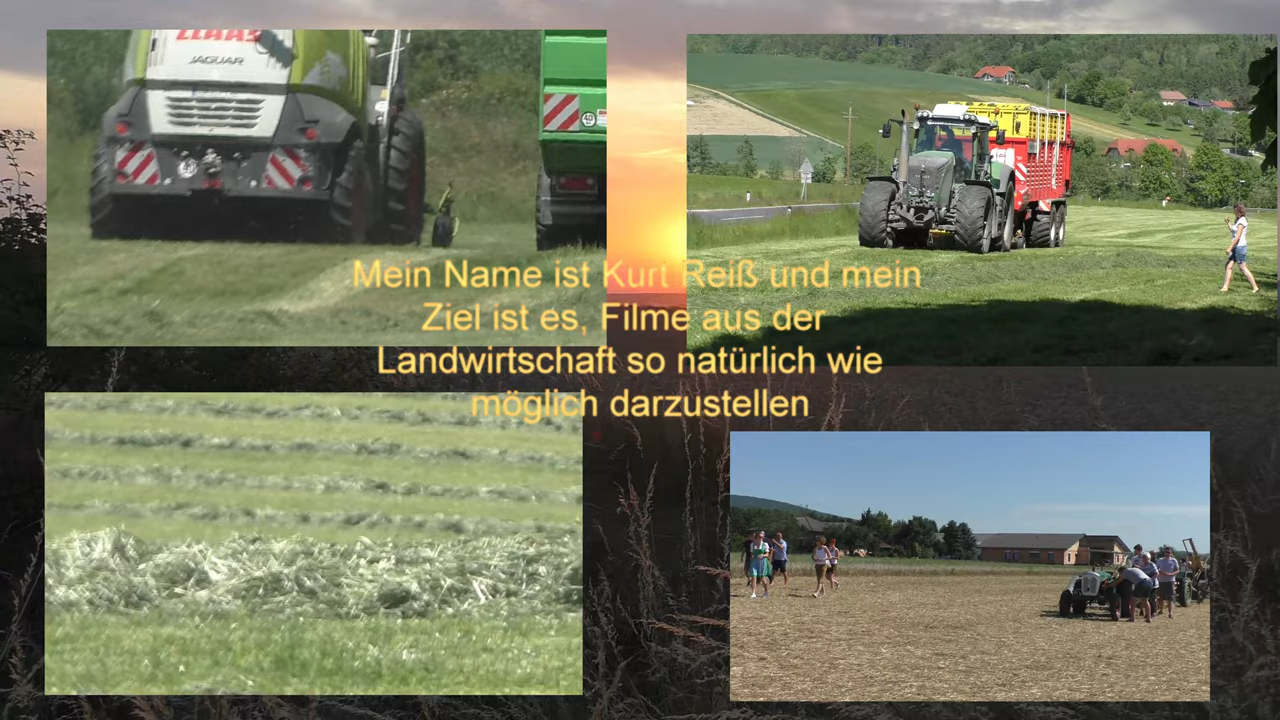 CLAAS
JAGUAR
40
Mein Name ist Kurt Reiß und mein
Ziel ist es, Filme aus der
Landwirtschaft so natürlich wie
möglich darzustellen